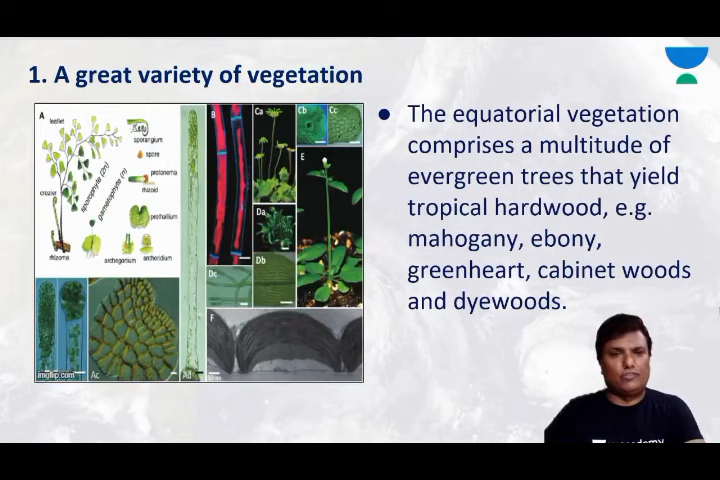 1. A great variety of vegetation
A
leaflet
sporangium
spore
protonema
rhizoid
crozier
sporophyte (2n)
gametophyte (n)
prothallium
rhizome
archegonium
antheridium
B
Ca
Cb
Cc
E
Da
Db
Dc
F
imgflip.com
Ac
Ad
● The equatorial vegetation
comprises a multitude of
evergreen trees that yield
tropical hardwood, e.g.
mahogany, ebony,
greenheart, cabinet woods
and dyewoods.